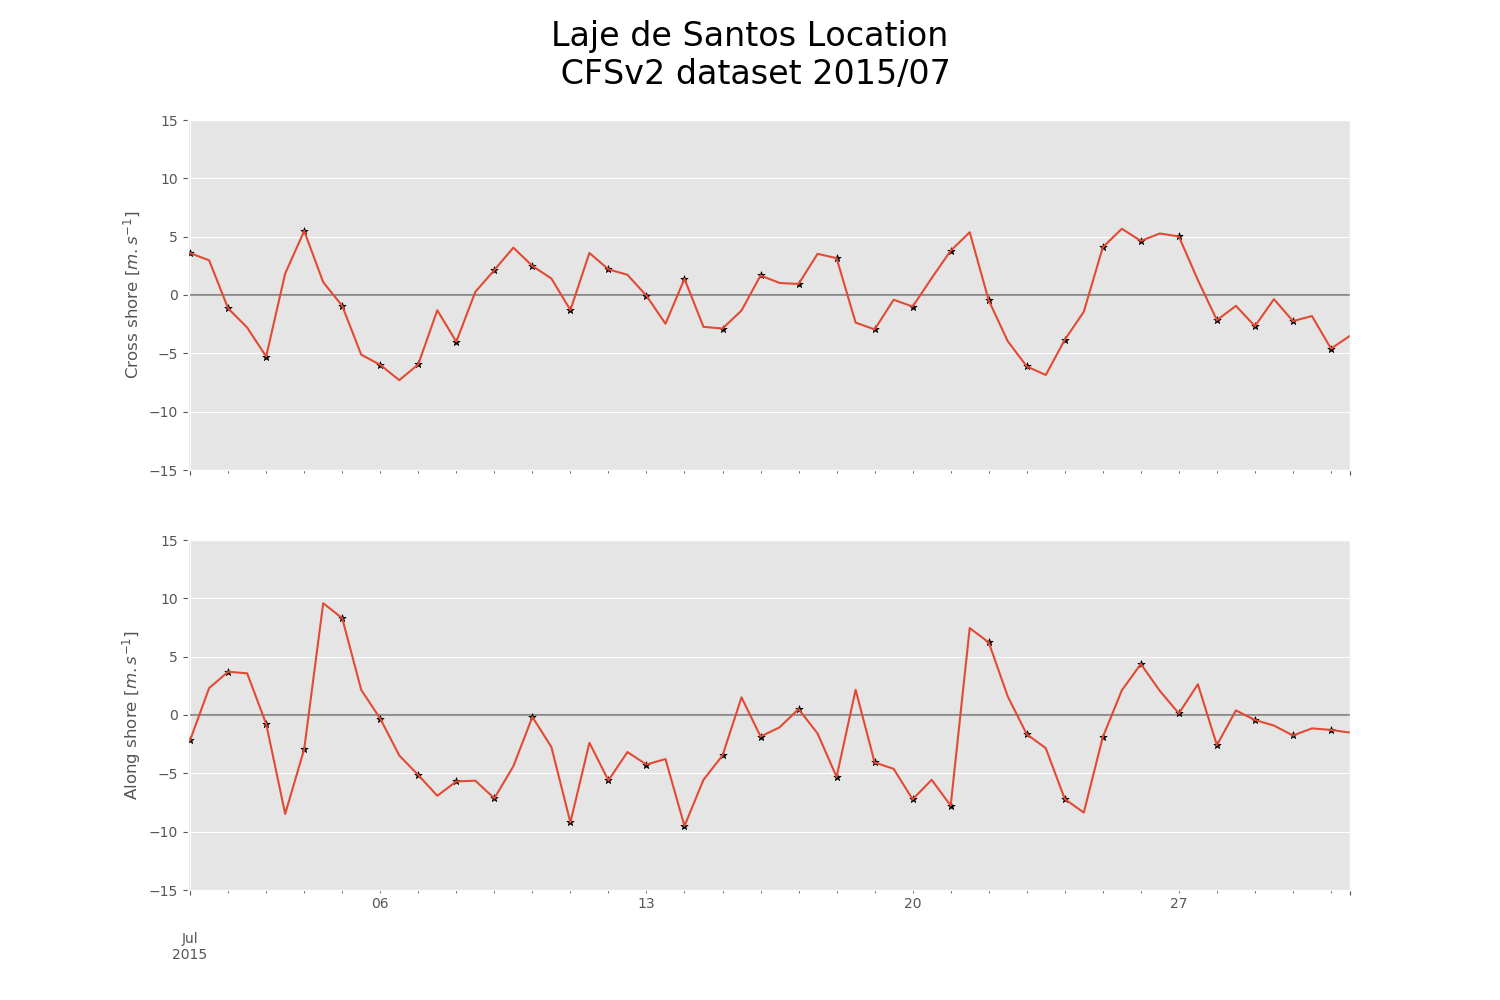 Laje de Santos Location
CFSv2 dataset 2015/07
15
10
5
0
−5
−10
−15
Cross shore [m.s⁻¹]
15
10
5
0
−5
−10
−15
Along shore [m.s⁻¹]
06 13 20 27
Jul
2015